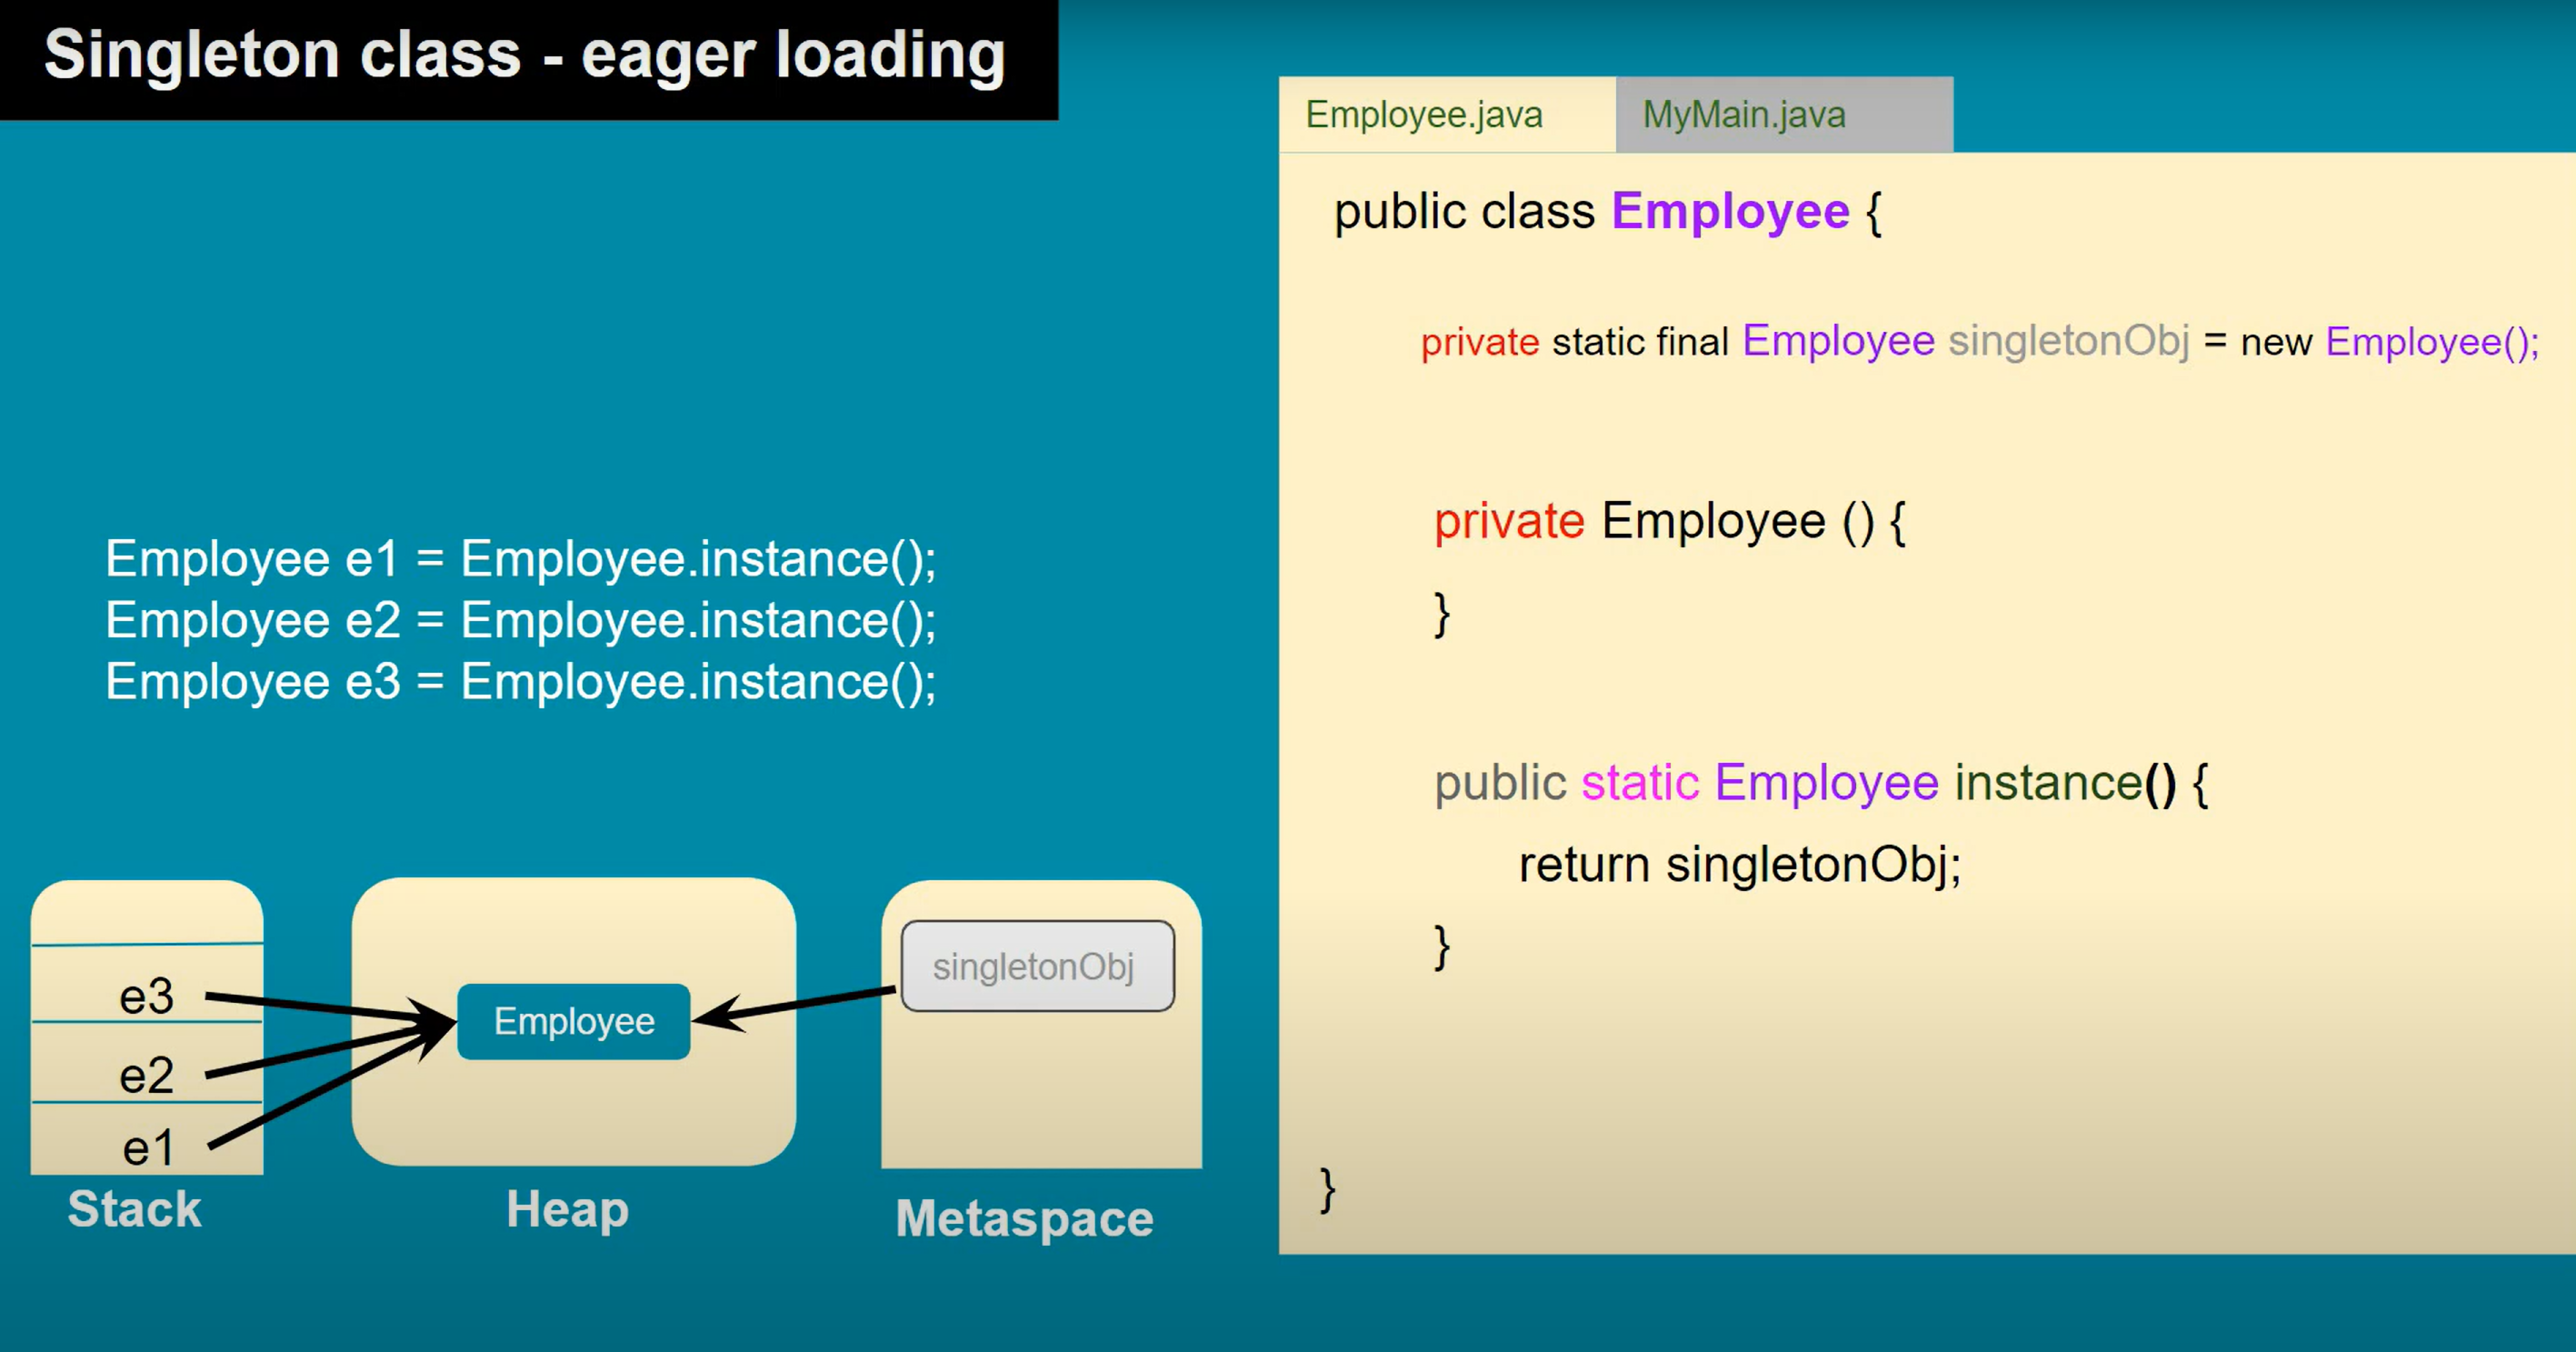 Singleton class - eager loading
Employee.java
MyMain.java
public class Employee {
private static final Employee singletonObj = new Employee();
private Employee () {
}
public static Employee instance() {
return singletonObj;
}
}
Employee e1 = Employee.instance();
Employee e2 = Employee.instance();
Employee e3 = Employee.instance();
e3
e2
e1
Stack
Employee
Heap
singletonObj
Metaspace